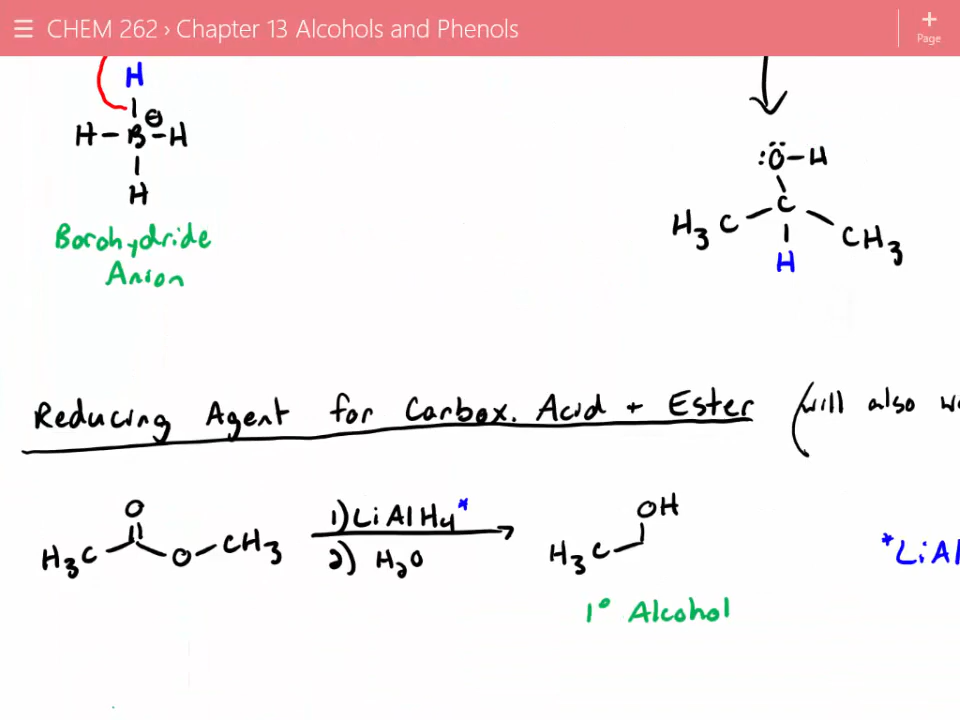 ☰ CHEM 262 › Chapter 13 Alcohols and Phenols
+
Page
H
H-B⊖-H
H
Borohydride
Anion
:Ö-H
C
H3C
CH3
H
Reducing Agent for Carbox. Acid + Ester (will also
O
H3C
O-CH3
1) LiAlH4*
2) H2O
OH
H3C
*LiAl
1° Alcohol